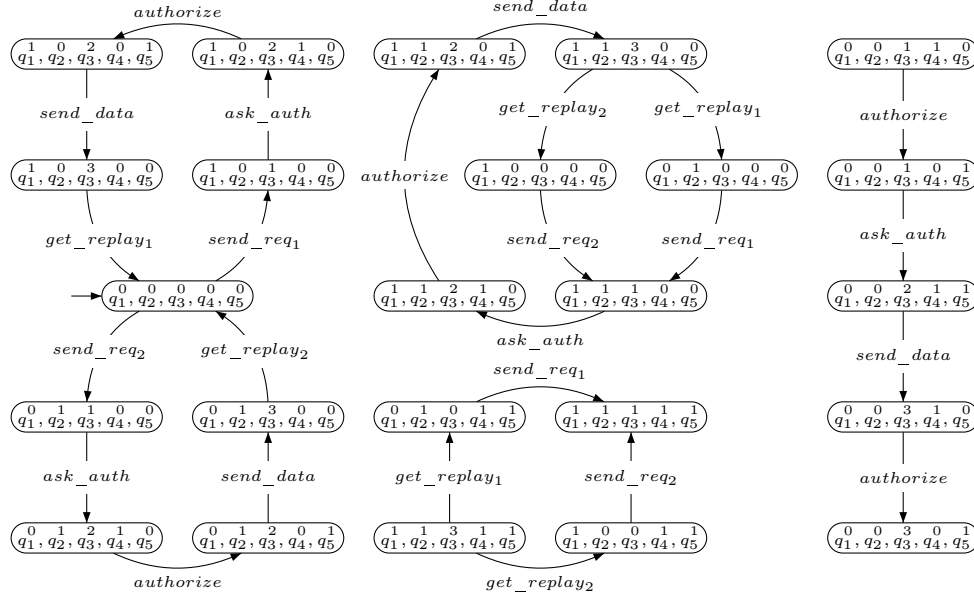 send_data
authorize
1 0 2 0 1   1 0 2 1 0   1 1 2 0 1   1 1 3 0 0   0 0 1 1 0
q1, q2, q3, q4, q5   q1, q2, q3, q4, q5   q1, q2, q3, q4, q5   q1, q2, q3, q4, q5   q1, q2, q3, q4, q5
send_data   ask_auth   get_replay2   get_replay1   authorize
1 0 3 0 0   1 0 1 0 0   1 0 0 0 0   0 1 0 0 0   0 0 1 0 1
q1, q2, q3, q4, q5   q1, q2, q3, q4, q5   authorize   q1, q2, q3, q4, q5   q1, q2, q3, q4, q5   q1, q2, q3, q4, q5
get_replay1   send_req1   send_req2   send_req1   ask_auth
0 0 0 0 0   1 1 2 1 0   1 1 1 0 0   0 0 2 1 1
q1, q2, q3, q4, q5   q1, q2, q3, q4, q5   q1, q2, q3, q4, q5   q1, q2, q3, q4, q5
ask_auth
send_req2   get_replay2   send_data
send_req1
0 1 1 0 0   0 1 3 0 0   0 1 0 1 1   1 1 1 1 1   0 0 3 1 0
q1, q2, q3, q4, q5   q1, q2, q3, q4, q5   q1, q2, q3, q4, q5   q1, q2, q3, q4, q5   q1, q2, q3, q4, q5
ask_auth   send_data   get_replay1   send_req2   authorize
0 1 2 1 0   0 1 2 0 1   1 1 3 1 1   1 0 0 1 1   0 0 3 0 1
q1, q2, q3, q4, q5   q1, q2, q3, q4, q5   q1, q2, q3, q4, q5   q1, q2, q3, q4, q5   q1, q2, q3, q4, q5
authorize   get_replay2